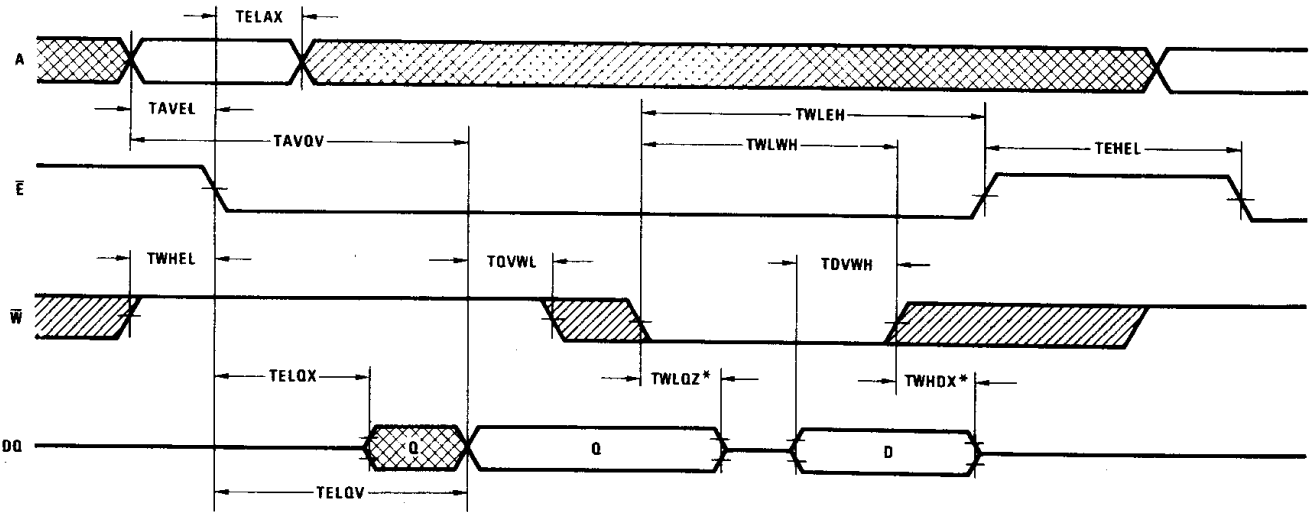 TELAX
A
TAVEL
TWLEH
TAVQV
TWLWH
TEHEL
E̅
TWHEL
TQVWL
TDVWH
W̅
TELQX
TWLQZ*
TWHDX*
DQ
Q
Q
D
TELQV